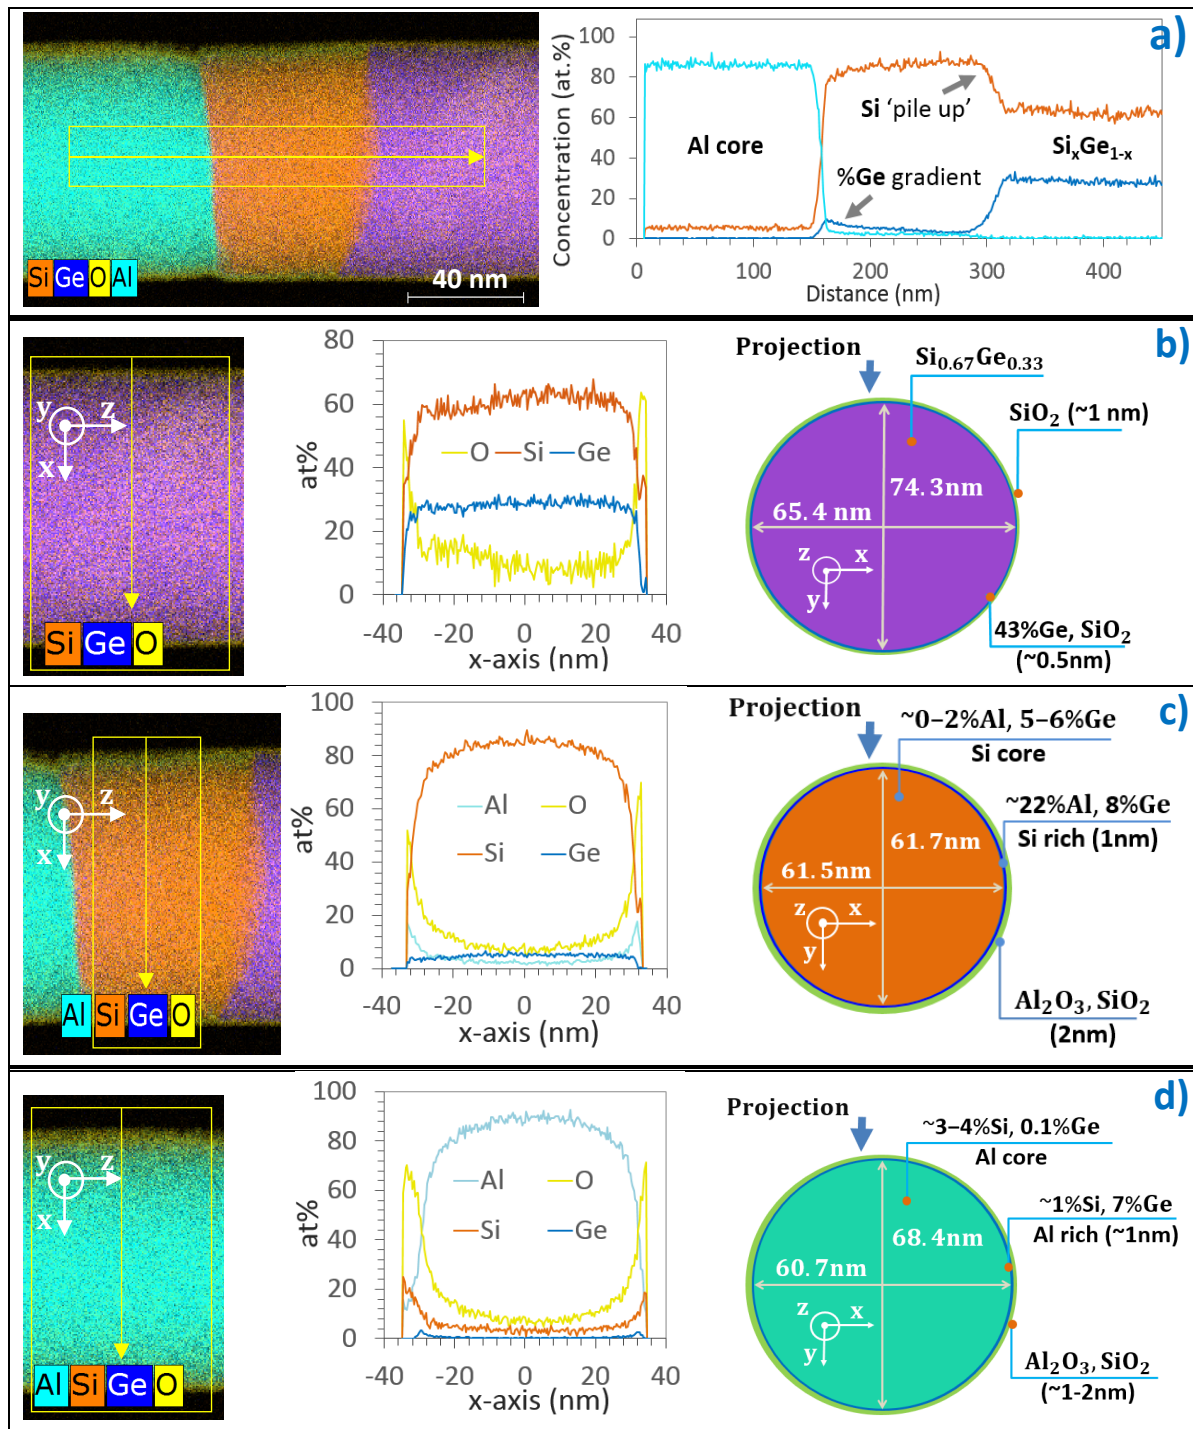 a)
Si Ge O Al
40 nm
Concentration (at.%)
100
80
60
40
20
0
Al core
Si ‘pile up’
%Ge gradient
SixGe1-x
0 100 200 300 400
Distance (nm)
b)
y
z
x
Si Ge O
at%
80
60
40
20
0
O Si Ge
-40 -20 0 20 40
x-axis (nm)
Projection
Si0.67Ge0.33
SiO2 (~1 nm)
74.3nm
65.4 nm
z
x
y
43%Ge, SiO2
(~0.5nm)
c)
y
z
x
Al Si Ge O
at%
100
80
60
40
20
0
Al O
Si Ge
-40 -20 0 20 40
x-axis (nm)
Projection
~0–2%Al, 5–6%Ge
Si core
~22%Al, 8%Ge
Si rich (1nm)
61.7nm
61.5nm
z
x
y
Al2O3, SiO2
(2nm)
d)
y
z
x
Al Si Ge O
at%
100
80
60
40
20
0
Al O
Si Ge
-40 -20 0 20 40
x-axis (nm)
Projection
~3–4%Si, 0.1%Ge
Al core
~1%Si, 7%Ge
Al rich (~1nm)
68.4nm
60.7nm
z
x
y
Al2O3, SiO2
(~1-2nm)